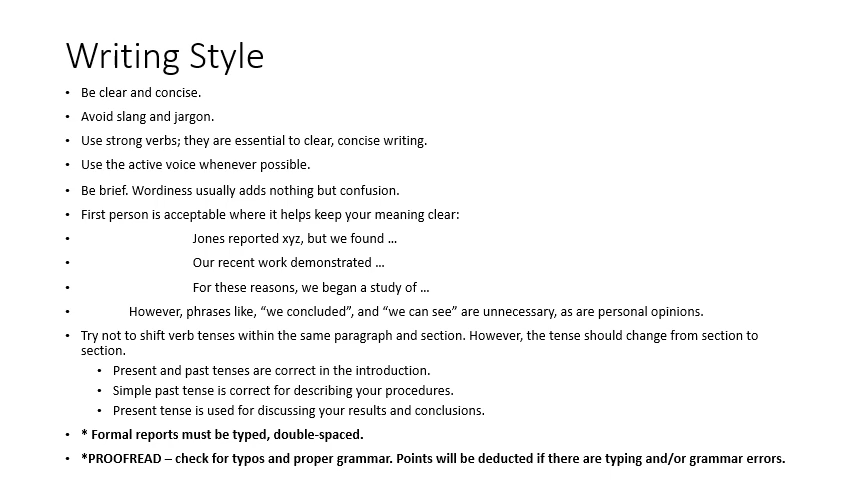 Writing Style
• Be clear and concise.
• Avoid slang and jargon.
• Use strong verbs; they are essential to clear, concise writing.
• Use the active voice whenever possible.
• Be brief. Wordiness usually adds nothing but confusion.
• First person is acceptable where it helps keep your meaning clear:
• Jones reported xyz, but we found …
• Our recent work demonstrated …
• For these reasons, we began a study of …
• However, phrases like, “we concluded”, and “we can see” are unnecessary, as are personal opinions.
• Try not to shift verb tenses within the same paragraph and section. However, the tense should change from section to
section.
• Present and past tenses are correct in the introduction.
• Simple past tense is correct for describing your procedures.
• Present tense is used for discussing your results and conclusions.
• * Formal reports must be typed, double-spaced.
• *PROOFREAD – check for typos and proper grammar. Points will be deducted if there are typing and/or grammar errors.